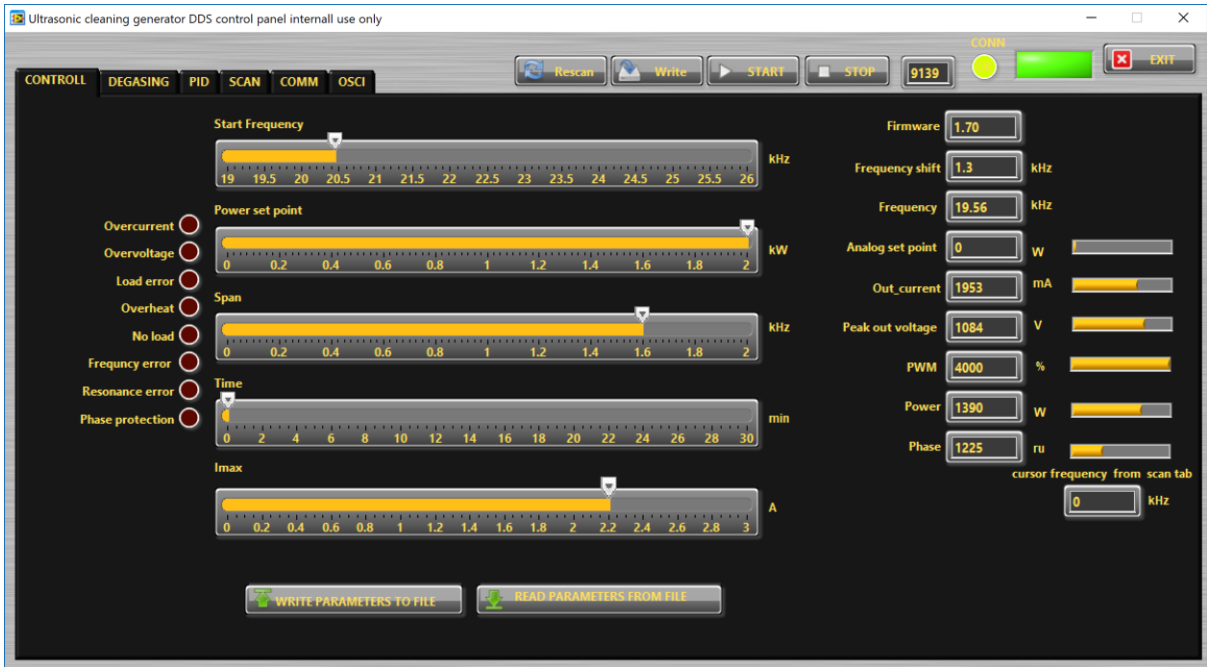 Ultrasonic cleaning generator DDS control panel internall use only
CONN
Rescan Write START STOP 9139 EXIT
CONTROLL DEGASING PID SCAN COMM OSCI
Start Frequency
kHz
19 19.5 20 20.5 21 21.5 22 22.5 23 23.5 24 24.5 25 25.5 26
Power set point
kW
0 0.2 0.4 0.6 0.8 1 1.2 1.4 1.6 1.8 2
Span
kHz
0 0.2 0.4 0.6 0.8 1 1.2 1.4 1.6 1.8 2
Time
min
0 2 4 6 8 10 12 14 16 18 20 22 24 26 28 30
Imax
A
0 0.2 0.4 0.6 0.8 1 1.2 1.4 1.6 1.8 2 2.2 2.4 2.6 2.8 3
Overcurrent
Overvoltage
Load error
Overheat
No load
Frequncy error
Resonance error
Phase protection
Firmware 1.70
Frequency shift 1.3 kHz
Frequency 19.56 kHz
Analog set point 0 W
Out_current 1953 mA
Peak out voltage 1084 V
PWM 4000 %
Power 1390 W
Phase 1225 ru
cursor frequency from scan tab
0 kHz
WRITE PARAMETERS TO FILE READ PARAMETERS FROM FILE